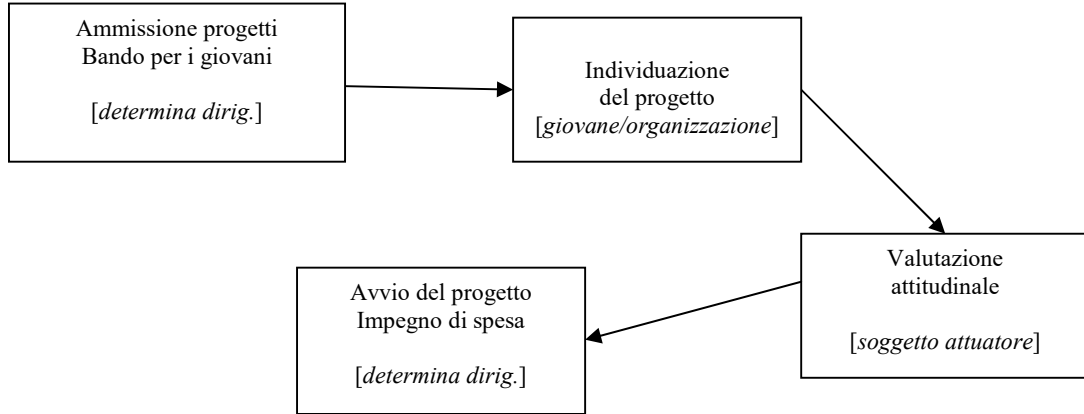 Ammissione progetti
Bando per i giovani
[determina dirig.]
Individuazione
del progetto
[giovane/organizzazione]
Valutazione
attitudinale
[soggetto attuatore]
Avvio del progetto
Impegno di spesa
[determina dirig.]